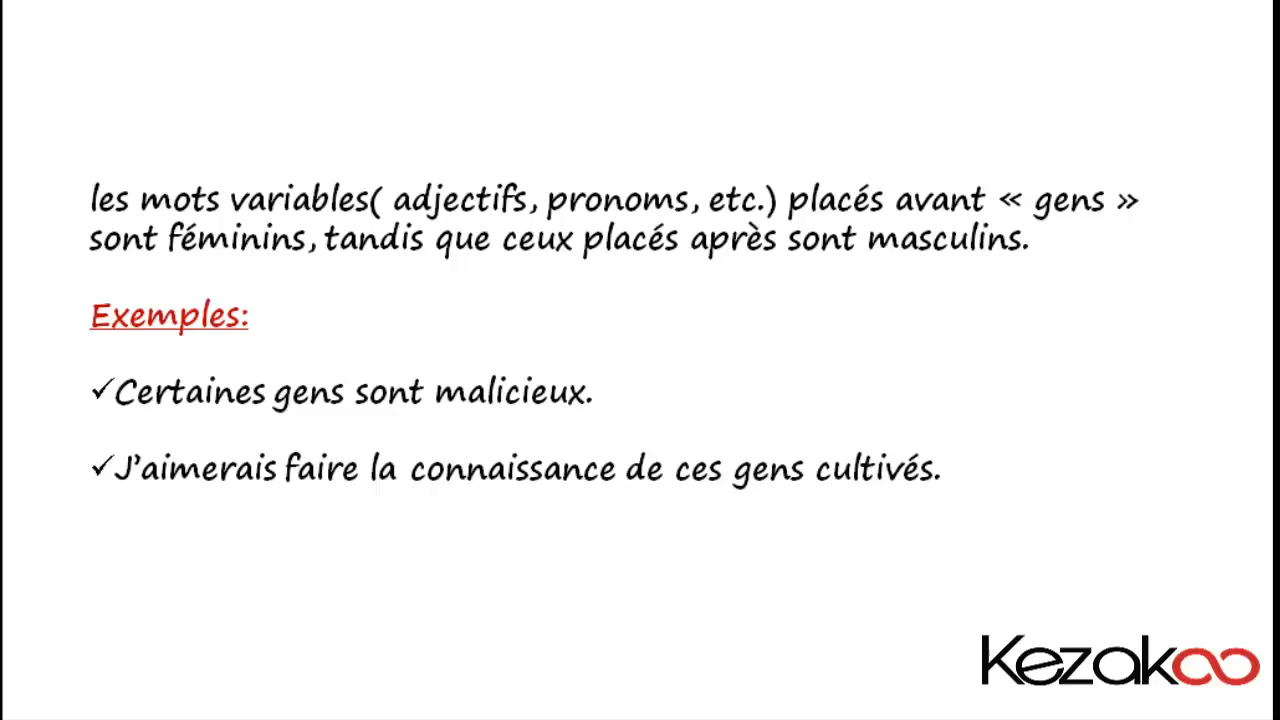 les mots variables( adjectifs, pronoms, etc.) placés avant « gens »
sont féminins, tandis que ceux placés après sont masculins.
Exemples:
✓Certaines gens sont malicieux.
✓J’aimerais faire la connaissance de ces gens cultivés.
Kezakoo